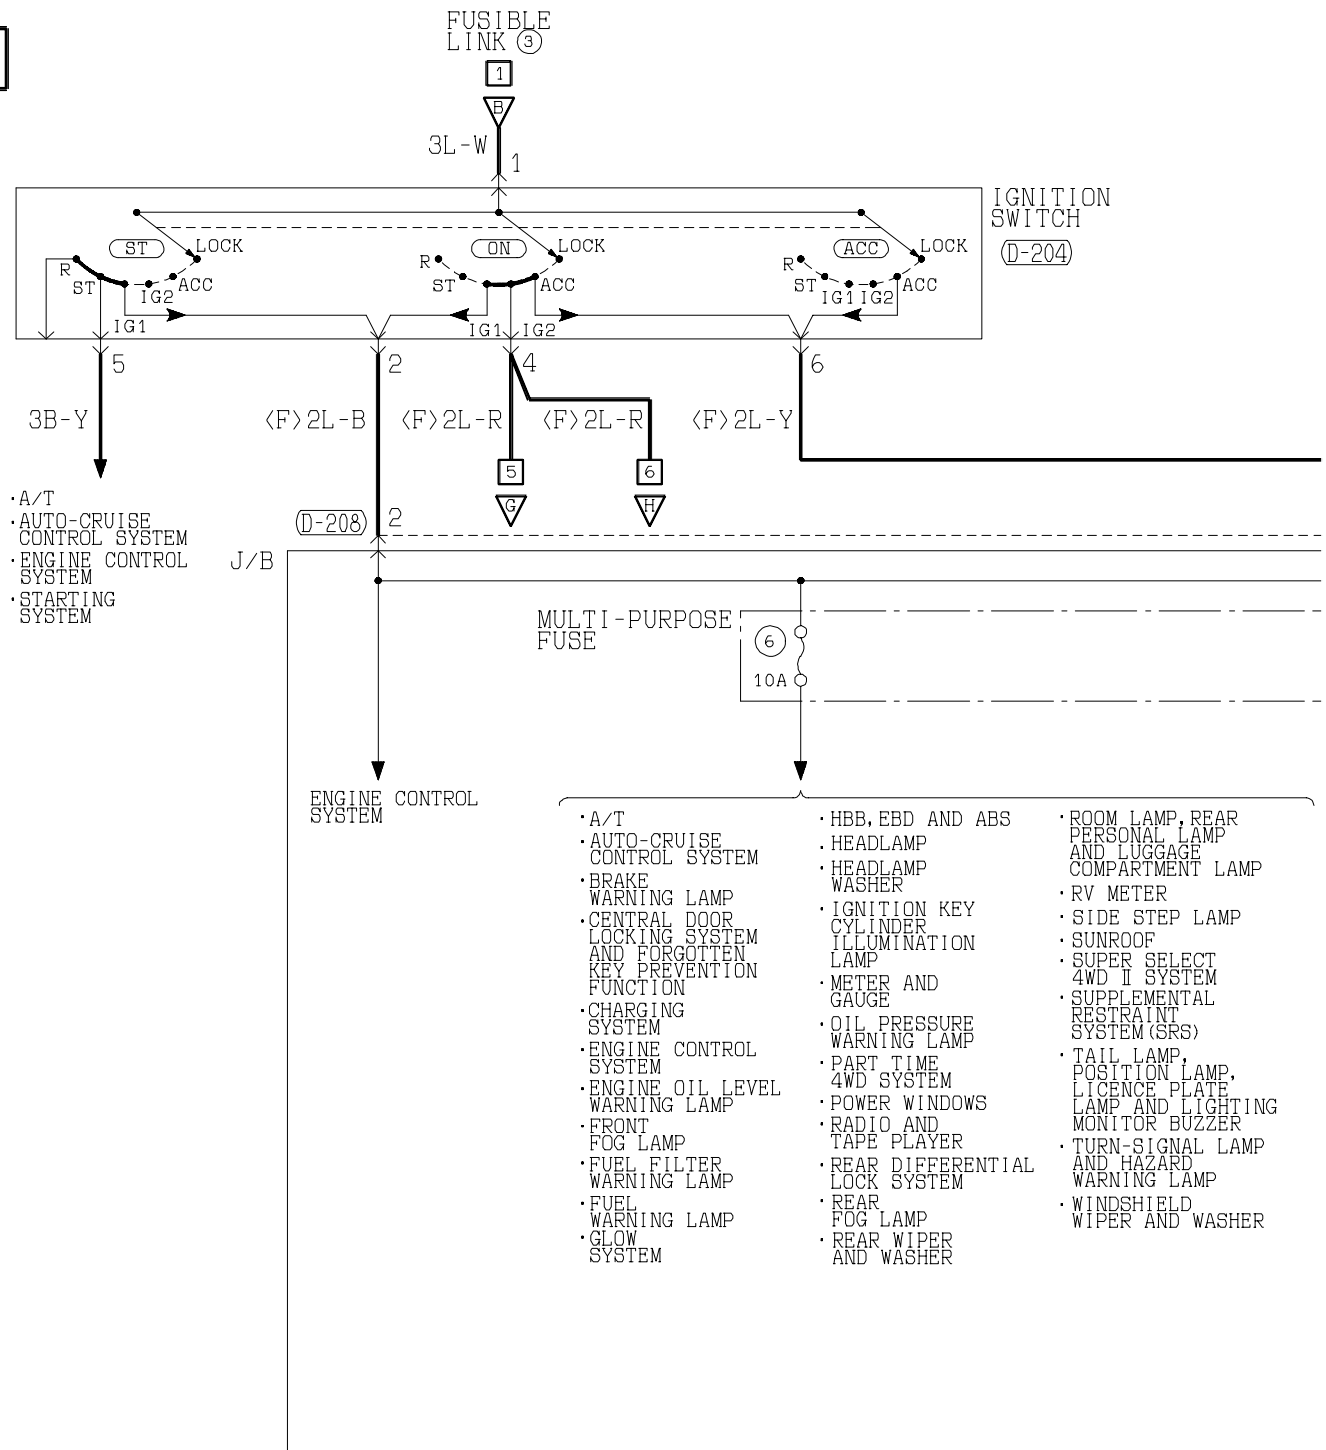 FUSIBLE
LINK ③
1
B
3L-W
1
IGNITION
SWITCH
D-204
ST
LOCK
ON
LOCK
ACC
LOCK
R
ST
IG1
IG2
ACC
R
ST
IG1
IG2
ACC
R
ST
IG1
IG2
ACC
5
2
4
6
3B-Y
<F>2L-B
<F>2L-R
<F>2L-R
<F>2L-Y
5
G
6
H
·A/T
·AUTO-CRUISE
CONTROL SYSTEM
·ENGINE CONTROL
SYSTEM
·STARTING
SYSTEM
D-208
2
J/B
MULTI-PURPOSE
FUSE
6
10A
ENGINE CONTROL
SYSTEM
·A/T
·AUTO-CRUISE
CONTROL SYSTEM
·BRAKE
WARNING LAMP
·CENTRAL DOOR
LOCKING SYSTEM
AND FORGOTTEN
KEY PREVENTION
FUNCTION
·CHARGING
SYSTEM
·ENGINE CONTROL
SYSTEM
·ENGINE OIL LEVEL
WARNING LAMP
·FRONT
FOG LAMP
·FUEL FILTER
WARNING LAMP
·FUEL
WARNING LAMP
·GLOW
SYSTEM
·HBB,EBD AND ABS
·HEADLAMP
·HEADLAMP
WASHER
·IGNITION KEY
CYLINDER
ILLUMINATION
LAMP
·METER AND
GAUGE
·OIL PRESSURE
WARNING LAMP
·PART TIME
4WD SYSTEM
·POWER WINDOWS
·RADIO AND
TAPE PLAYER
·REAR DIFFERENTIAL
LOCK SYSTEM
·REAR
FOG LAMP
·REAR WIPER
AND WASHER
·ROOM LAMP,REAR
PERSONAL LAMP
AND LUGGAGE
COMPARTMENT LAMP
·RV METER
·SIDE STEP LAMP
·SUNROOF
·SUPER SELECT
4WD Ⅱ SYSTEM
·SUPPLEMENTAL
RESTRAINT
SYSTEM(SRS)
·TAIL LAMP,
POSITION LAMP,
LICENCE PLATE
LAMP AND LIGHTING
MONITOR BUZZER
·TURN-SIGNAL LAMP
AND HAZARD
WARNING LAMP
·WINDSHIELD
WIPER AND WASHER